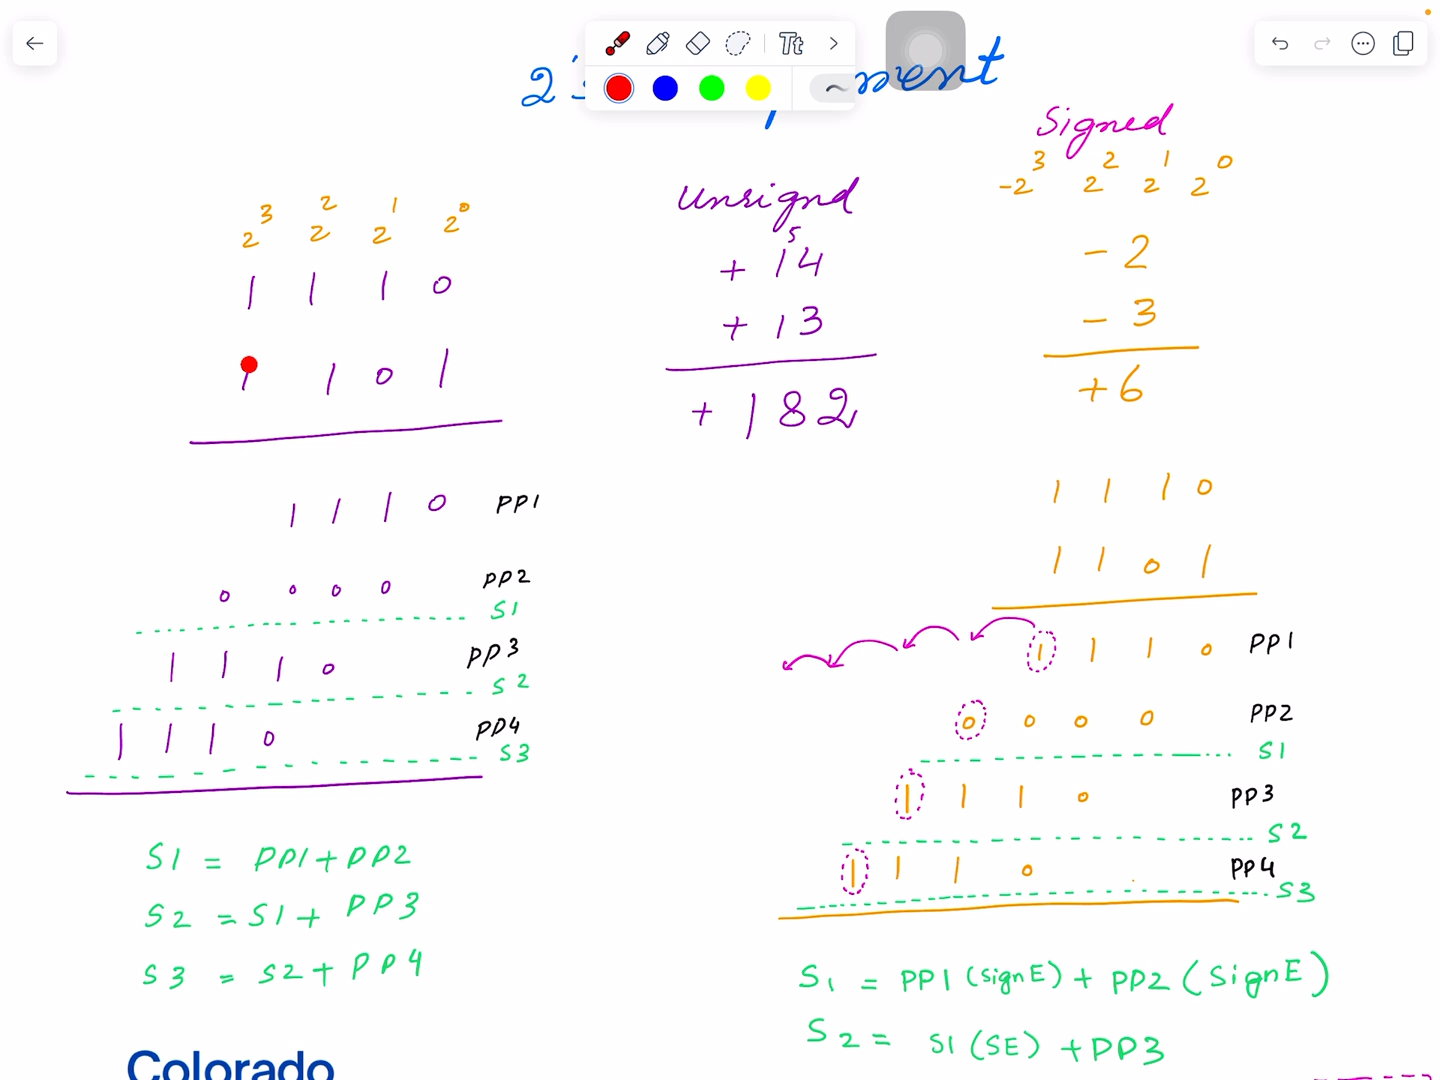 Signed
-2^3 2^2 2^1 2^0
Unsignd
2^3 2^2 2^1 2^0
5
1 1 1 0
+ 14
- 2
1 1 0 1
+ 13
- 3
+ 182
+ 6
1 1 1 0 PP1
0 0 0 0 PP2
S1
1 1 1 0 PP3
S2
1 1 1 0 PP4
S3
S1 = PP1 + PP2
S2 = S1 + PP3
S3 = S2 + PP4
1 1 1 0
1 1 0 1
1 1 1 0 PP1
0 0 0 0 PP2
S1
1 1 1 0 PP3
S2
1 1 1 0 PP4
S3
S1 = PP1 (signE) + PP2 (SignE)
S2 = S1 (SE) + PP3
Colorado
Tt